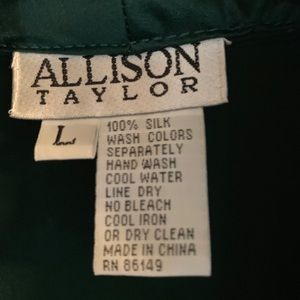 ALLISON
TAYLOR
L
100% SILK
WASH COLORS
SEPARATELY
HAND WASH
COOL WATER
LINE DRY
NO BLEACH
COOL IRON
OR DRY CLEAN
MADE IN CHINA
RN 86149